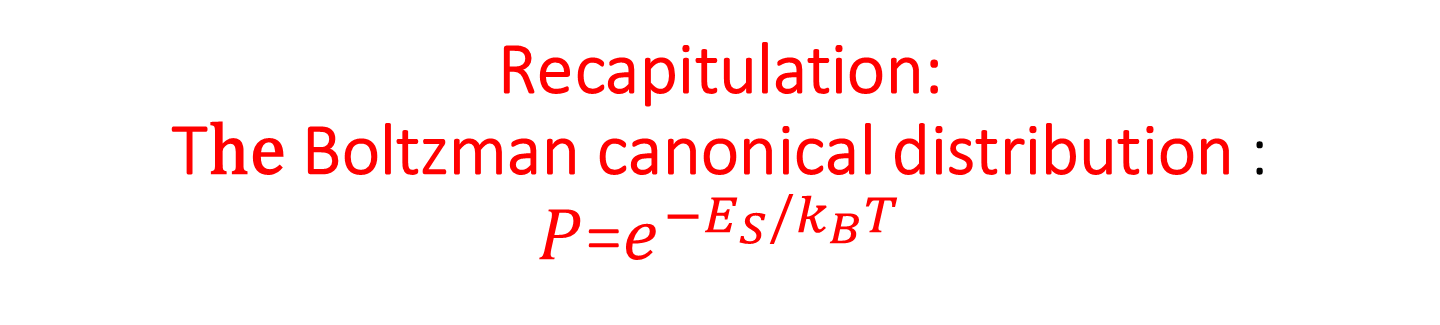 Recapitulation:
The Boltzman canonical distribution :
P=e^{-E_S/k_BT}